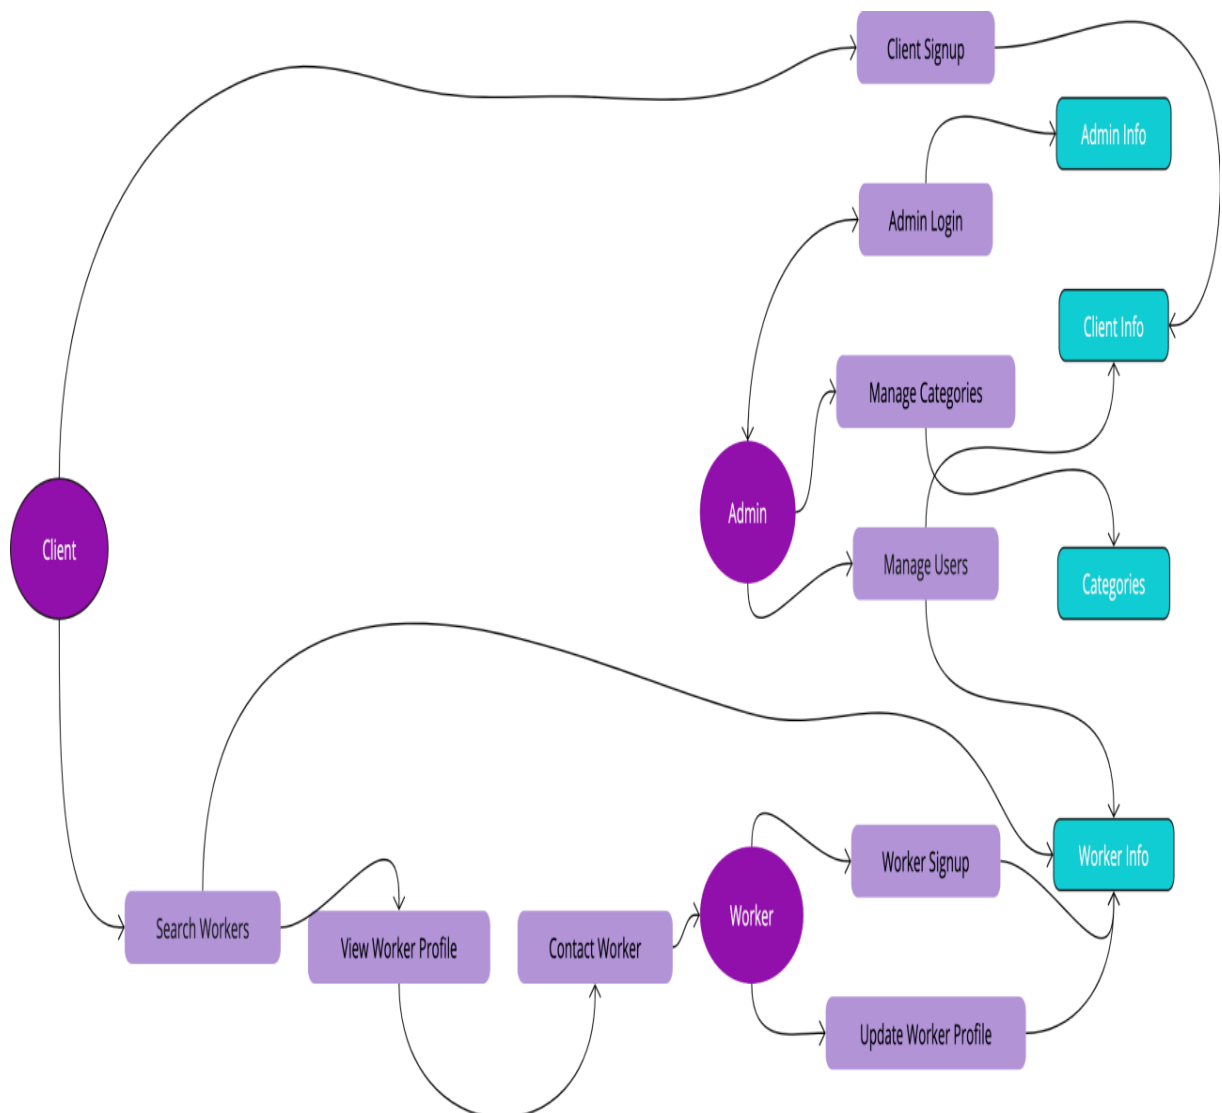 Client Signup
Admin Info
Admin Login
Client Info
Manage Categories
Admin
Client
Manage Users
Categories
Worker Signup
Worker Info
Worker
Search Workers
View Worker Profile
Contact Worker
Update Worker Profile